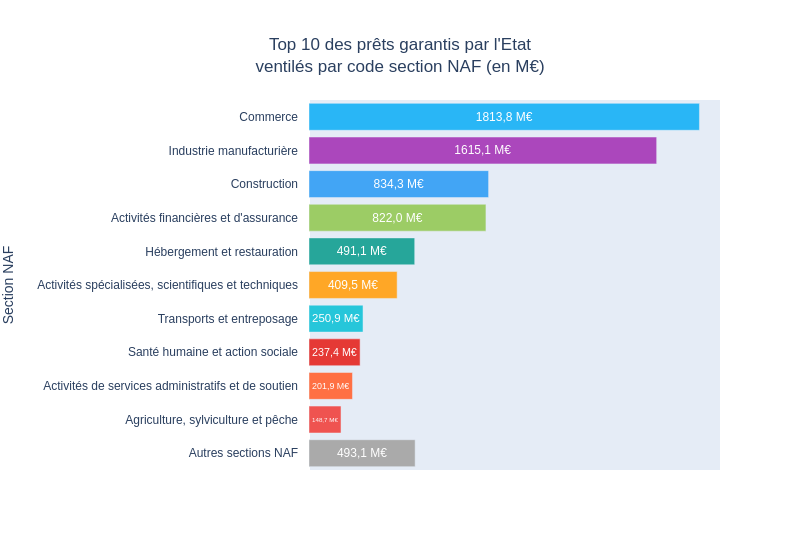 Top 10 des prêts garantis par l'Etat
ventilés par code section NAF (en M€)
Section NAF
Commerce 1813,8 M€
Industrie manufacturière 1615,1 M€
Construction 834,3 M€
Activités financières et d'assurance 822,0 M€
Hébergement et restauration 491,1 M€
Activités spécialisées, scientifiques et techniques 409,5 M€
Transports et entreposage 250,9 M€
Santé humaine et action sociale 237,4 M€
Activités de services administratifs et de soutien 201,9 M€
Agriculture, sylviculture et pêche 148,7 M€
Autres sections NAF 493,1 M€